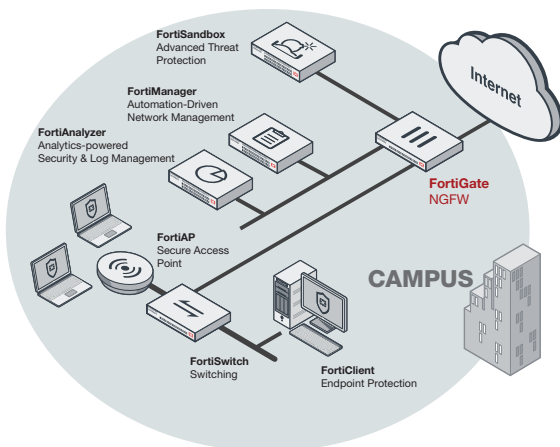 FortiSandbox
Advanced Threat
Protection
FortiManager
Automation-Driven
Network Management
FortiAnalyzer
Analytics-powered
Security & Log Management
Internet
FortiGate
NGFW
FortiAP
Secure Access
Point
CAMPUS
FortiSwitch
Switching
FortiClient
Endpoint Protection